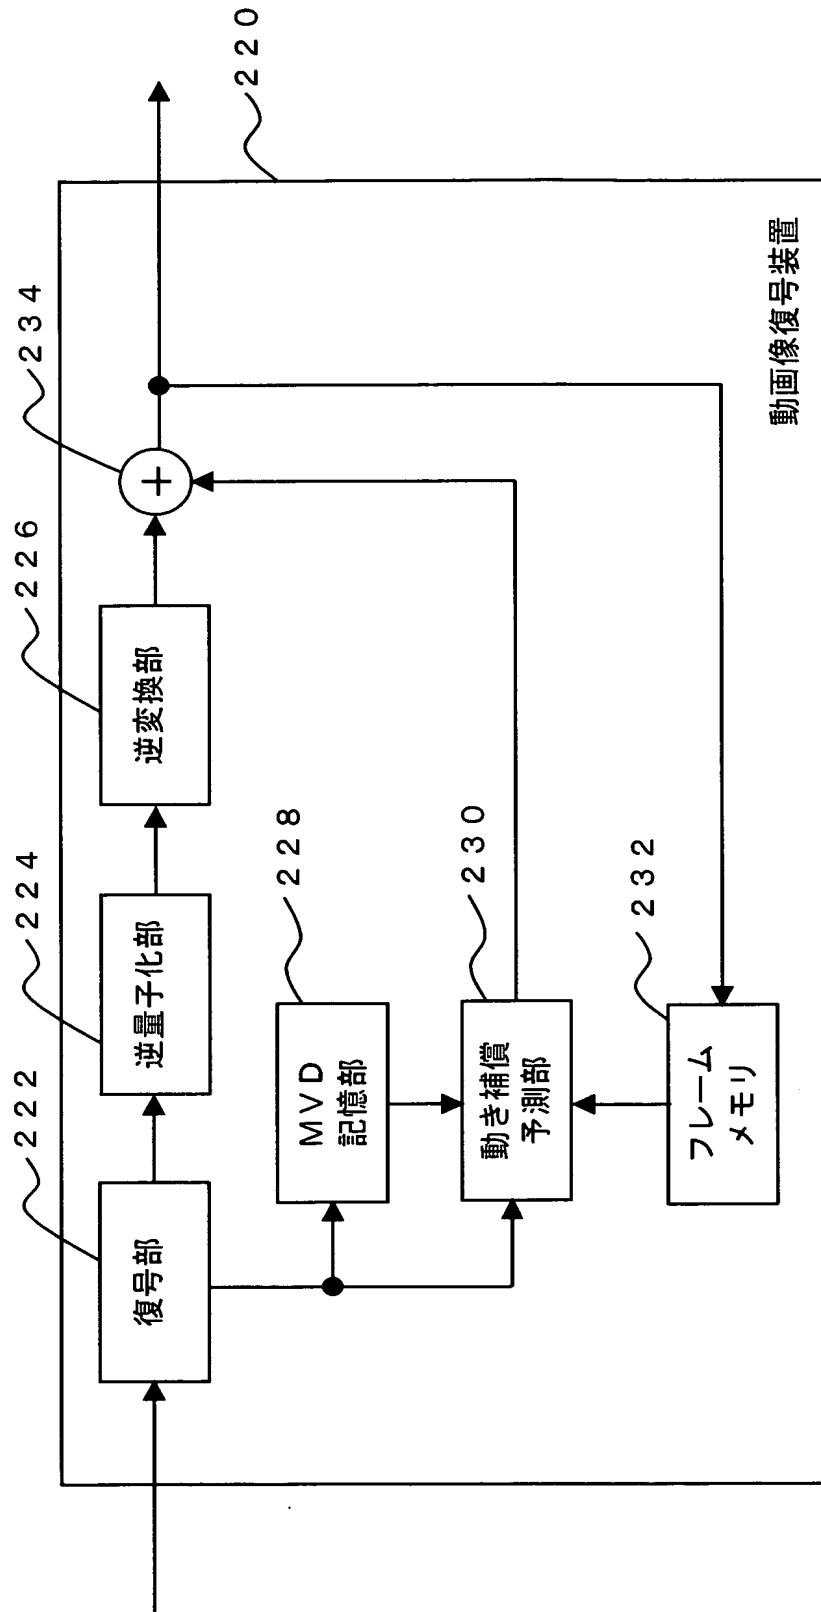 220
222
224
226
234
復号部
逆量子化部
逆変換部
+
228
MVD
記憶部
230
動き補償
予測部
232
フレーム
メモリ
動画像復号装置